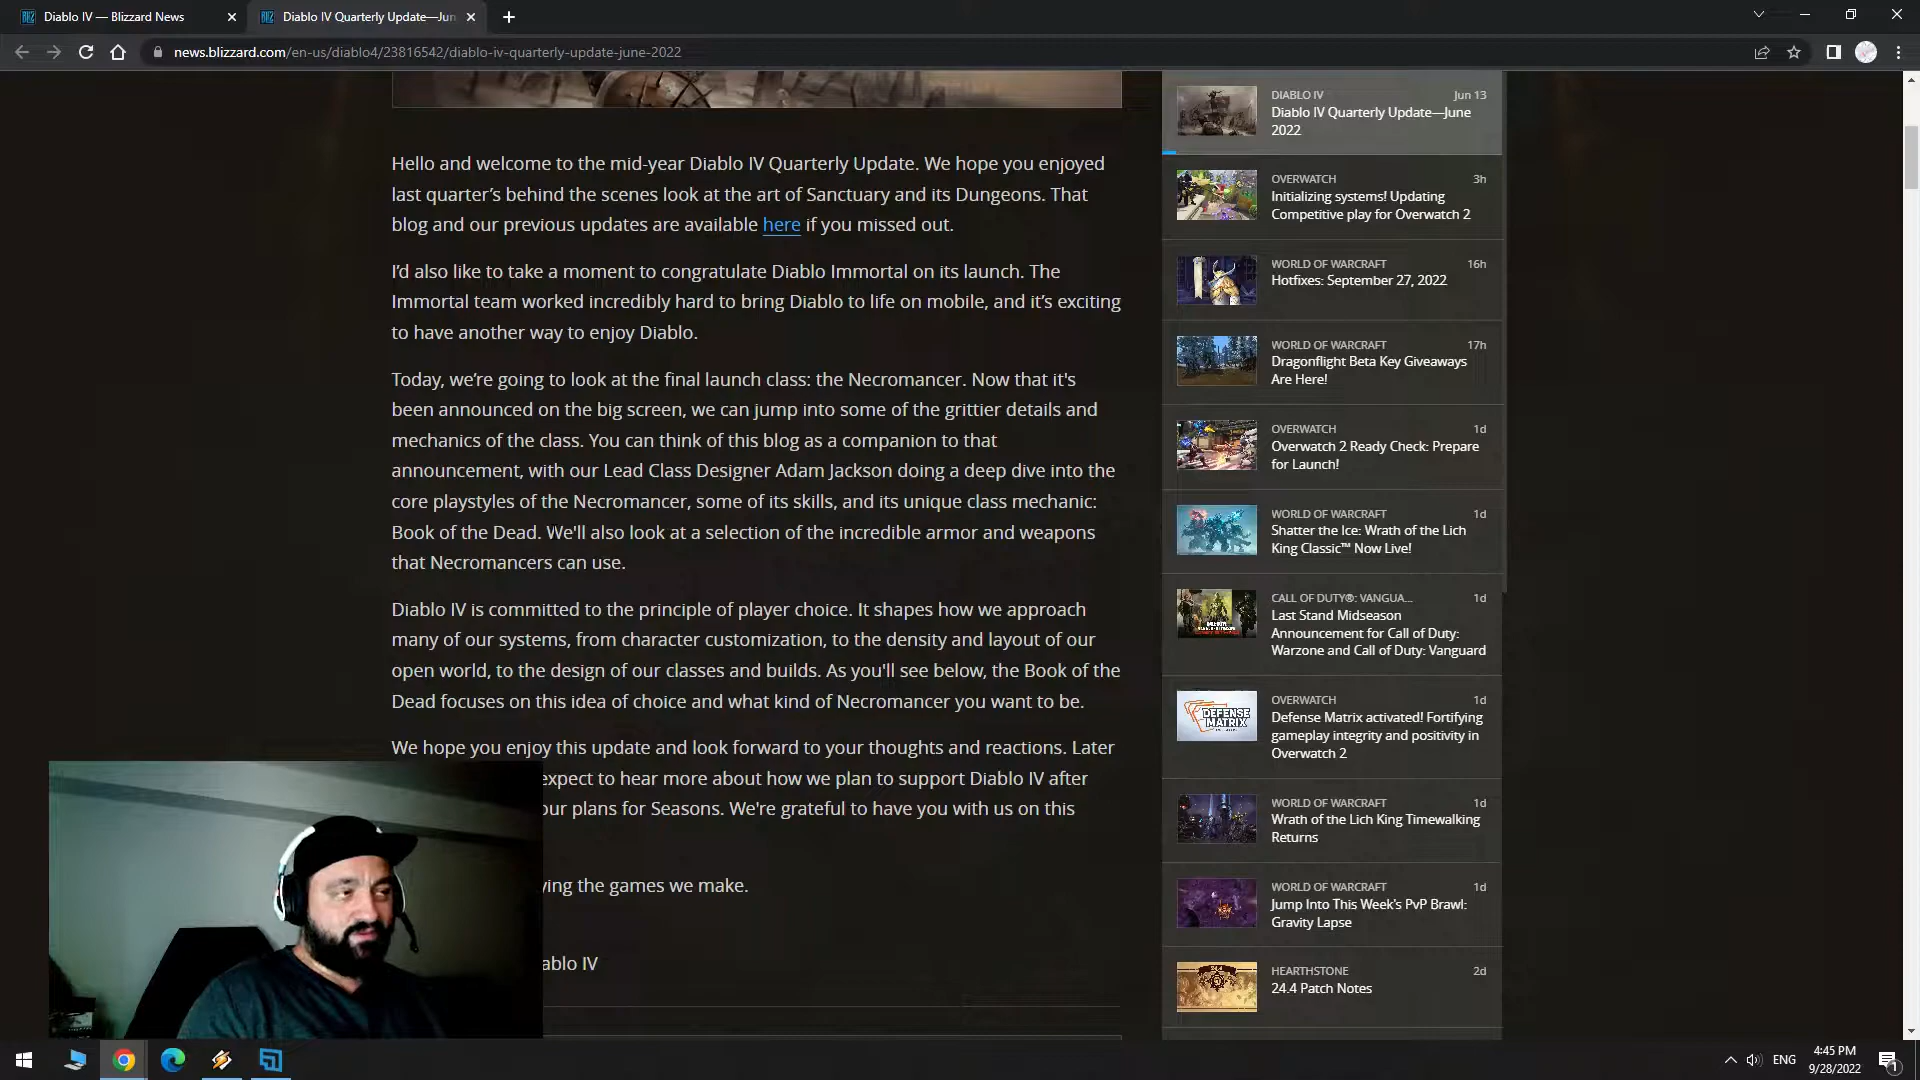 Diablo IV — Blizzard News
Diablo IV Quarterly Update—Jun
news.blizzard.com/en-us/diablo4/23816542/diablo-iv-quarterly-update-june-2022
Hello and welcome to the mid-year Diablo IV Quarterly Update. We hope you enjoyed
last quarter’s behind the scenes look at the art of Sanctuary and its Dungeons. That
blog and our previous updates are available here if you missed out.
I’d also like to take a moment to congratulate Diablo Immortal on its launch. The
Immortal team worked incredibly hard to bring Diablo to life on mobile, and it’s exciting
to have another way to enjoy Diablo.
Today, we’re going to look at the final launch class: the Necromancer. Now that it's
been announced on the big screen, we can jump into some of the grittier details and
mechanics of the class. You can think of this blog as a companion to that
announcement, with our Lead Class Designer Adam Jackson doing a deep dive into the
core playstyles of the Necromancer, some of its skills, and its unique class mechanic:
Book of the Dead. We'll also look at a selection of the incredible armor and weapons
that Necromancers can use.
Diablo IV is committed to the principle of player choice. It shapes how we approach
many of our systems, from character customization, to the density and layout of our
open world, to the design of our classes and builds. As you'll see below, the Book of the
Dead focuses on this idea of choice and what kind of Necromancer you want to be.
We hope you enjoy this update and look forward to your thoughts and reactions. Later
expect to hear more about how we plan to support Diablo IV after
our plans for Seasons. We're grateful to have you with us on this
ying the games we make.
ablo IV
DIABLO IV
Jun 13
Diablo IV Quarterly Update—June
2022
OVERWATCH
3h
Initializing systems! Updating
Competitive play for Overwatch 2
WORLD OF WARCRAFT
16h
Hotfixes: September 27, 2022
WORLD OF WARCRAFT
17h
Dragonflight Beta Key Giveaways
Are Here!
OVERWATCH
1d
Overwatch 2 Ready Check: Prepare
for Launch!
WORLD OF WARCRAFT
1d
Shatter the Ice: Wrath of the Lich
King Classic™ Now Live!
CALL OF DUTY®: VANGUA...
1d
Last Stand Midseason
Announcement for Call of Duty:
Warzone and Call of Duty: Vanguard
OVERWATCH
1d
DEFENSE
MATRIX
Defense Matrix activated! Fortifying
gameplay integrity and positivity in
Overwatch 2
WORLD OF WARCRAFT
1d
Wrath of the Lich King Timewalking
Returns
WORLD OF WARCRAFT
1d
Jump Into This Week’s PvP Brawl:
Gravity Lapse
HEARTHSTONE
2d
24.4
24.4 Patch Notes
ENG
4:45 PM
9/28/2022
1